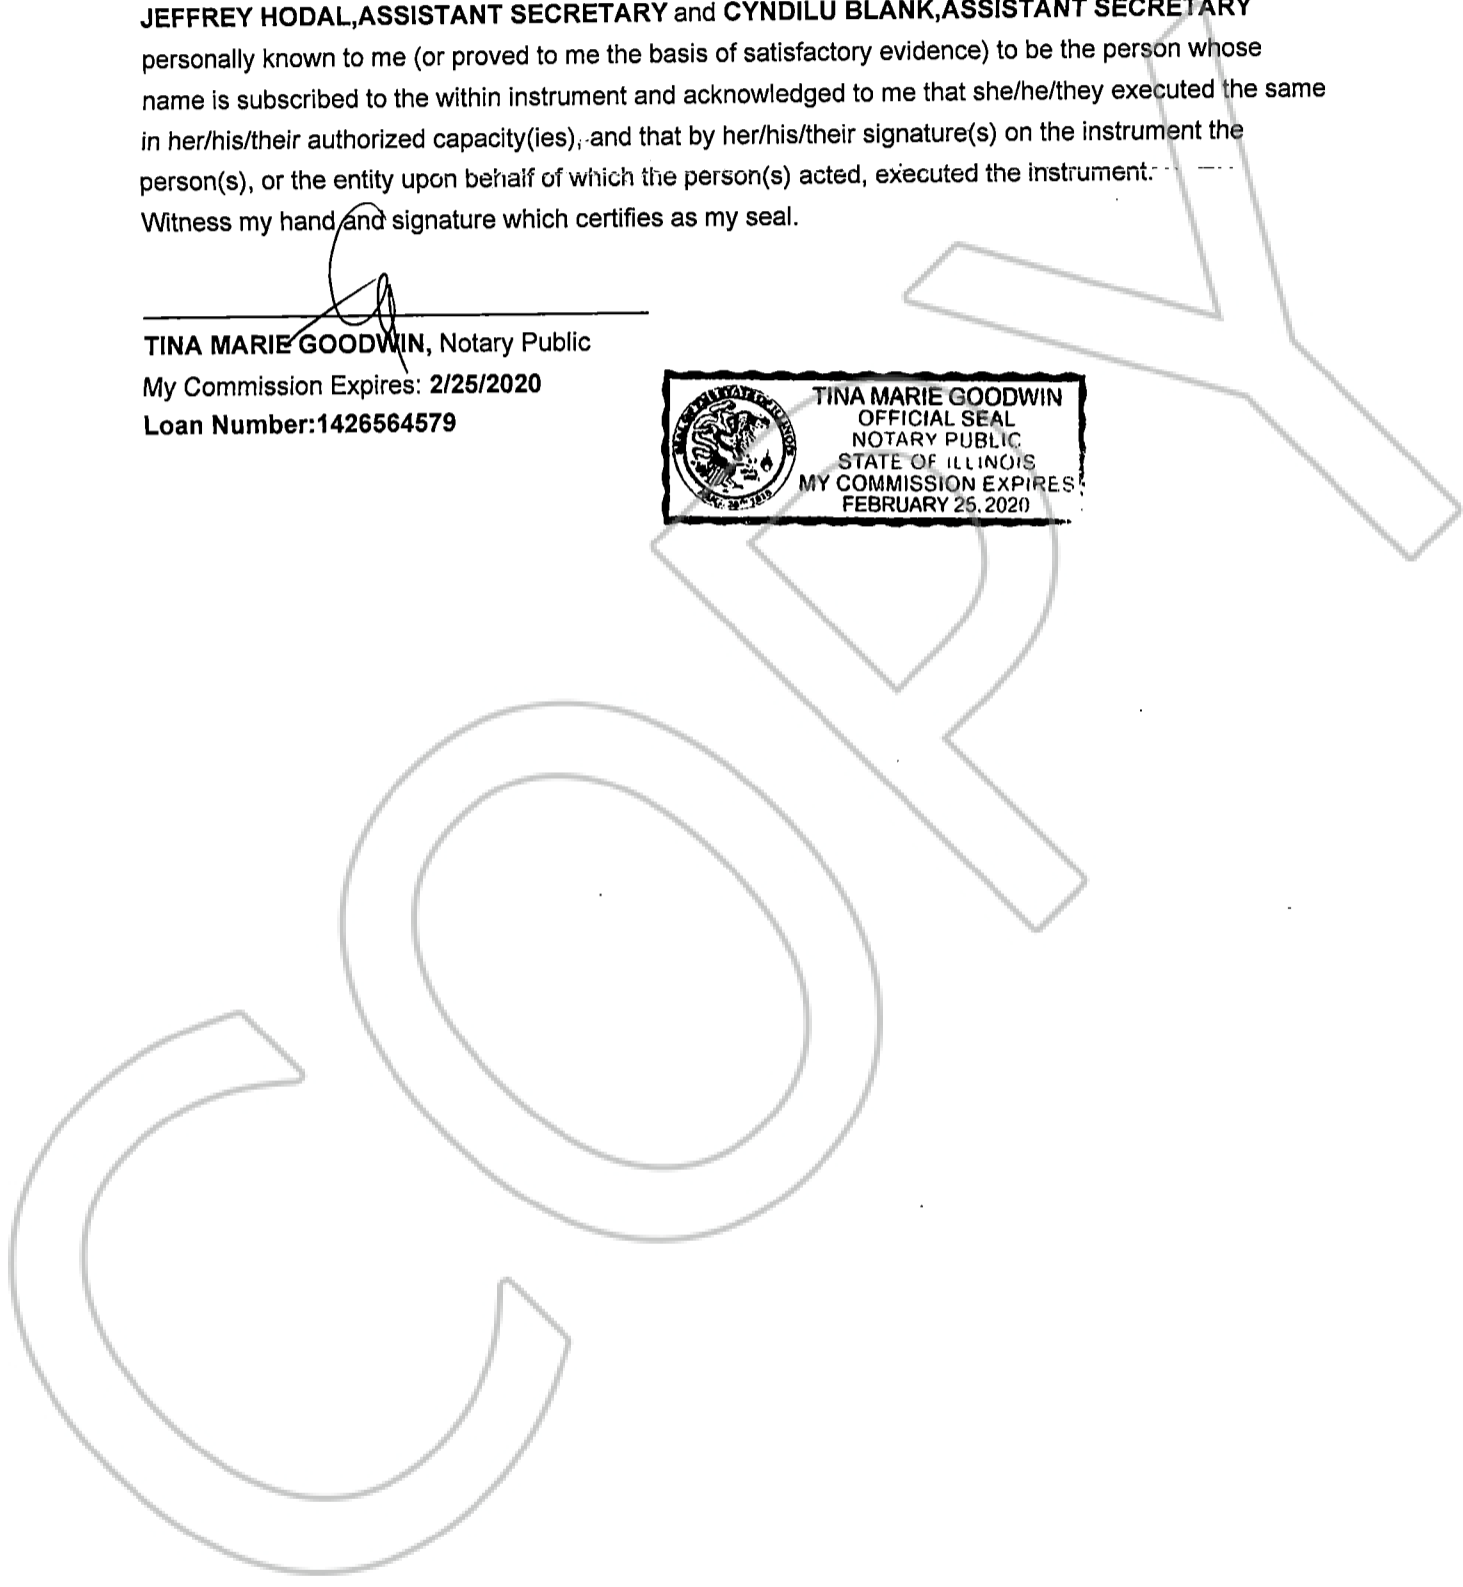 JEFFREY HODAL,ASSISTANT SECRETARY and CYNDILU BLANK,ASSISTANT SECRETARY
personally known to me (or proved to me the basis of satisfactory evidence) to be the person whose
name is subscribed to the within instrument and acknowledged to me that she/he/they executed the same
in her/his/their authorized capacity(ies), and that by her/his/their signature(s) on the instrument the
person(s), or the entity upon behalf of which the person(s) acted, executed the instrument.
Witness my hand and signature which certifies as my seal.
TINA MARIE GOODWIN, Notary Public
My Commission Expires: 2/25/2020
Loan Number:1426564579
TINA MARIE GOODWIN
OFFICIAL SEAL
NOTARY PUBLIC
STATE OF ILLINOIS
MY COMMISSION EXPIRES
FEBRUARY 25, 2020
COPY